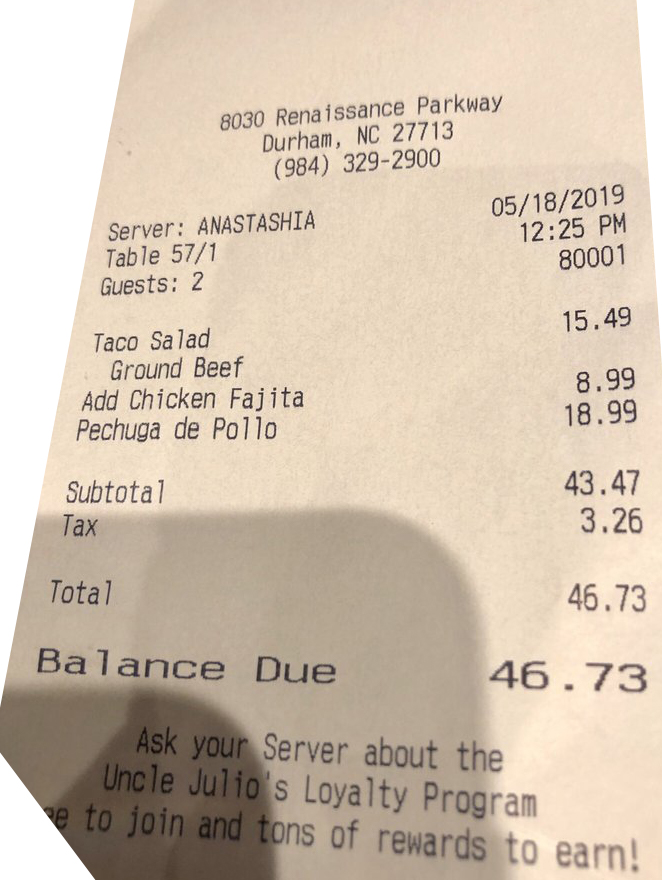 8030 Renaissance Parkway
Durham, NC 27713
(984) 329-2900
Server: ANASTASHIA 05/18/2019
Table 57/1 12:25 PM
Guests: 2 80001
Taco Salad 15.49
Ground Beef
Add Chicken Fajita 8.99
Pechuga de Pollo 18.99
Subtotal 43.47
Tax 3.26
Total 46.73
Balance Due 46.73
Ask your Server about the
Uncle Julio's Loyalty Program
to join and tons of rewards to earn!